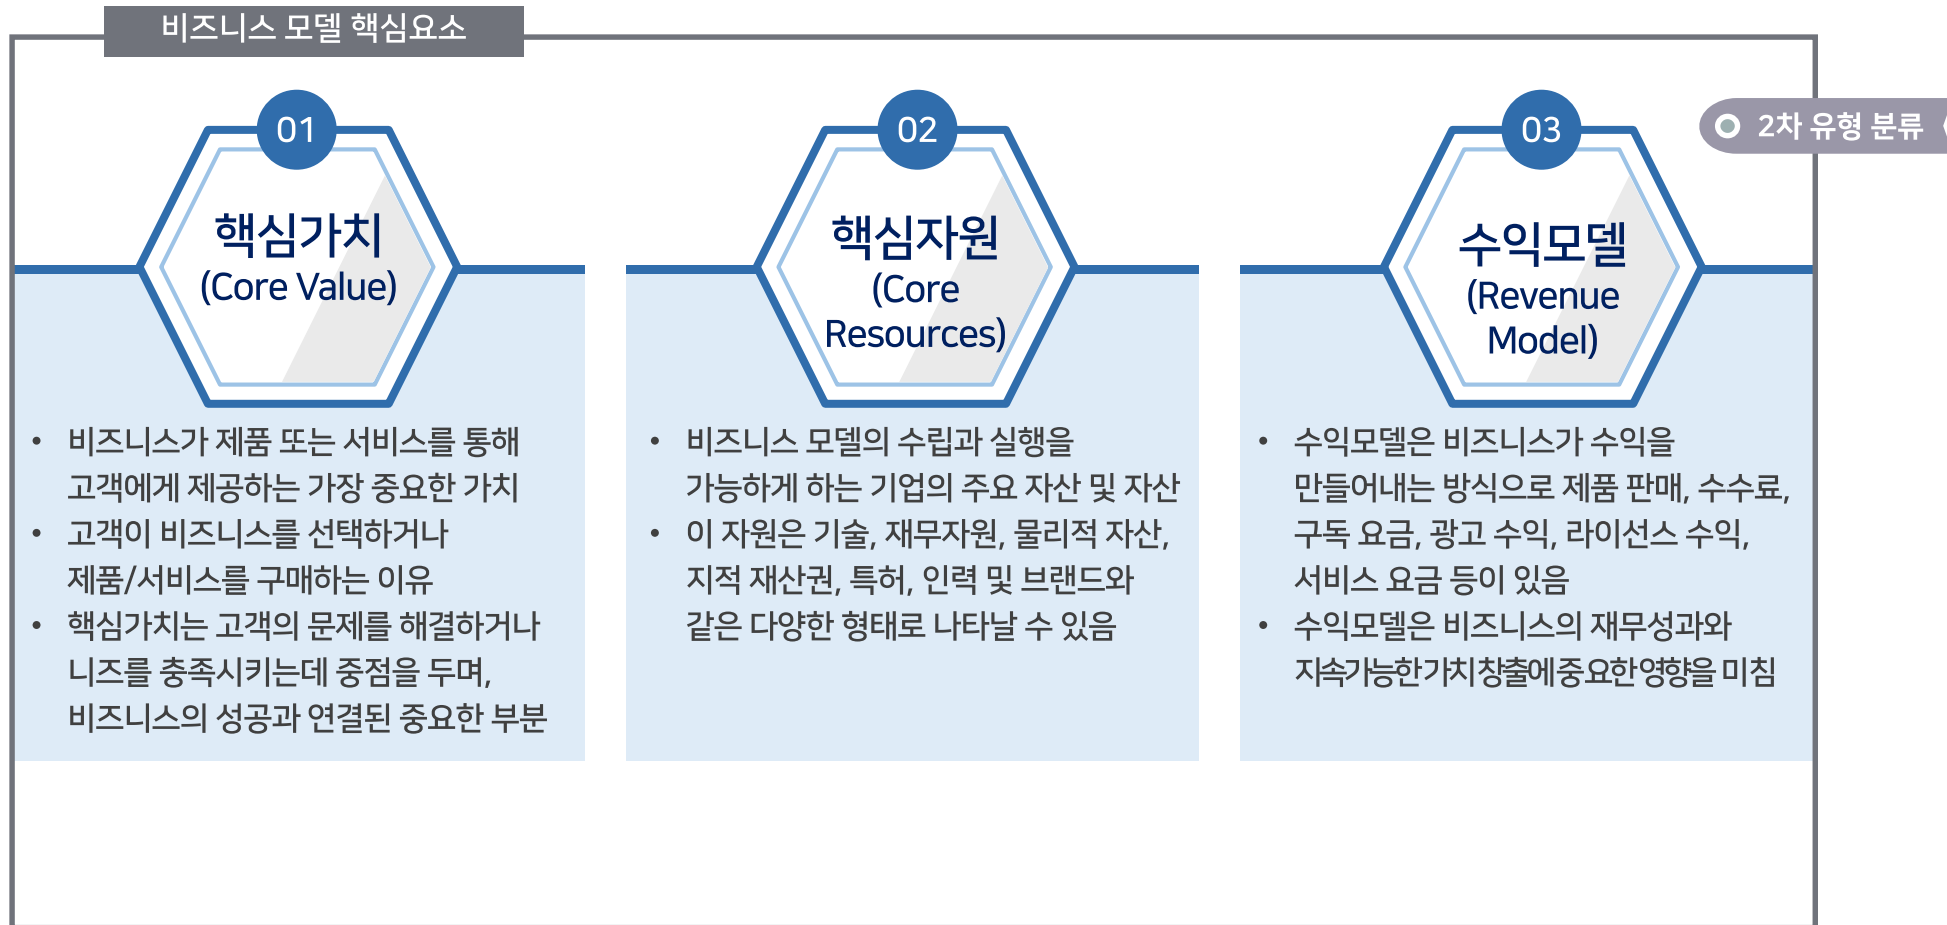 비즈니스 모델 핵심요소
01
핵심가치
(Core Value)
• 비즈니스가 제품 또는 서비스를 통해
고객에게 제공하는 가장 중요한 가치
• 고객이 비즈니스를 선택하거나
제품/서비스를 구매하는 이유
• 핵심가치는 고객의 문제를 해결하거나
니즈를 충족시키는데 중점을 두며,
비즈니스의 성공과 연결된 중요한 부분
02
핵심자원
(Core
Resources)
• 비즈니스 모델의 수립과 실행을
가능하게 하는 기업의 주요 자산 및 자산
• 이 자원은 기술, 재무자원, 물리적 자산,
지적 재산권, 특허, 인력 및 브랜드와
같은 다양한 형태로 나타날 수 있음
03
수익모델
(Revenue
Model)
• 수익모델은 비즈니스가 수익을
만들어내는 방식으로 제품 판매, 수수료,
구독 요금, 광고 수익, 라이선스 수익,
서비스 요금 등이 있음
• 수익모델은 비즈니스의 재무성과와
지속가능한 가치 창출에 중요한 영향을 미침
2차 유형 분류